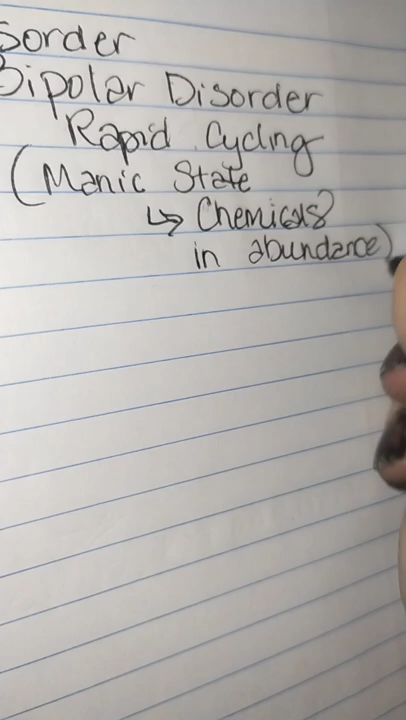 sorder
Bipolar Disorder
Rapid Cycling
(Manic State
↳ Chemicals?
in abundance)